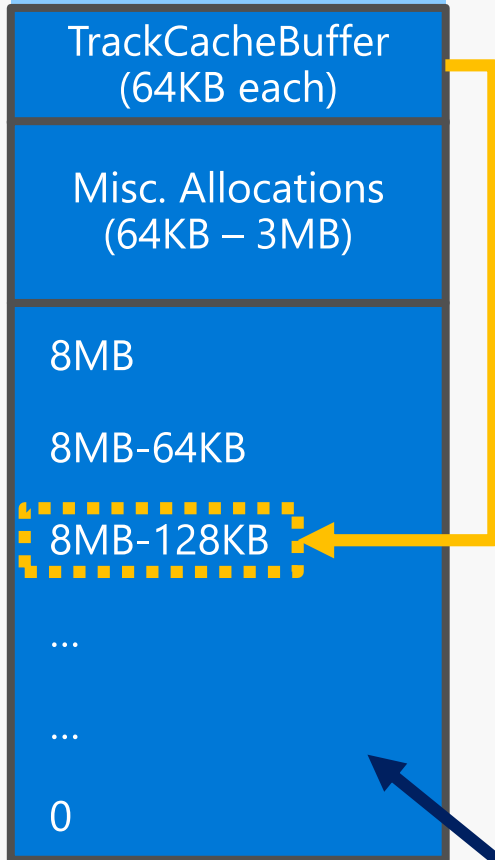 TrackCacheBuffer
(64KB each)
Misc. Allocations
(64KB – 3MB)
8MB
8MB-64KB
8MB-128KB
...
...
0